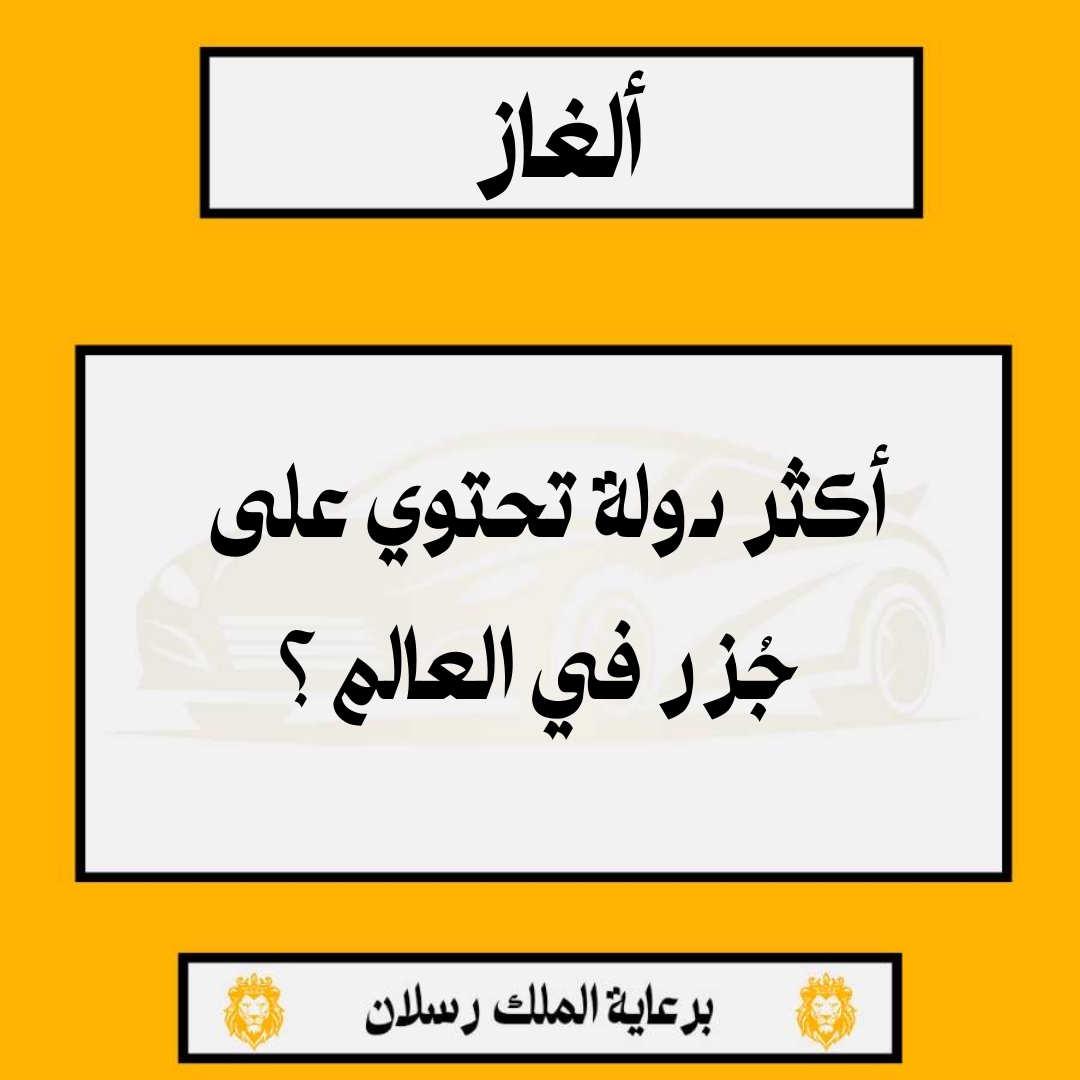 ألغاز
أكثر دولة تحتوي على
جُزر في العالم ؟
برعاية الملك رسلان